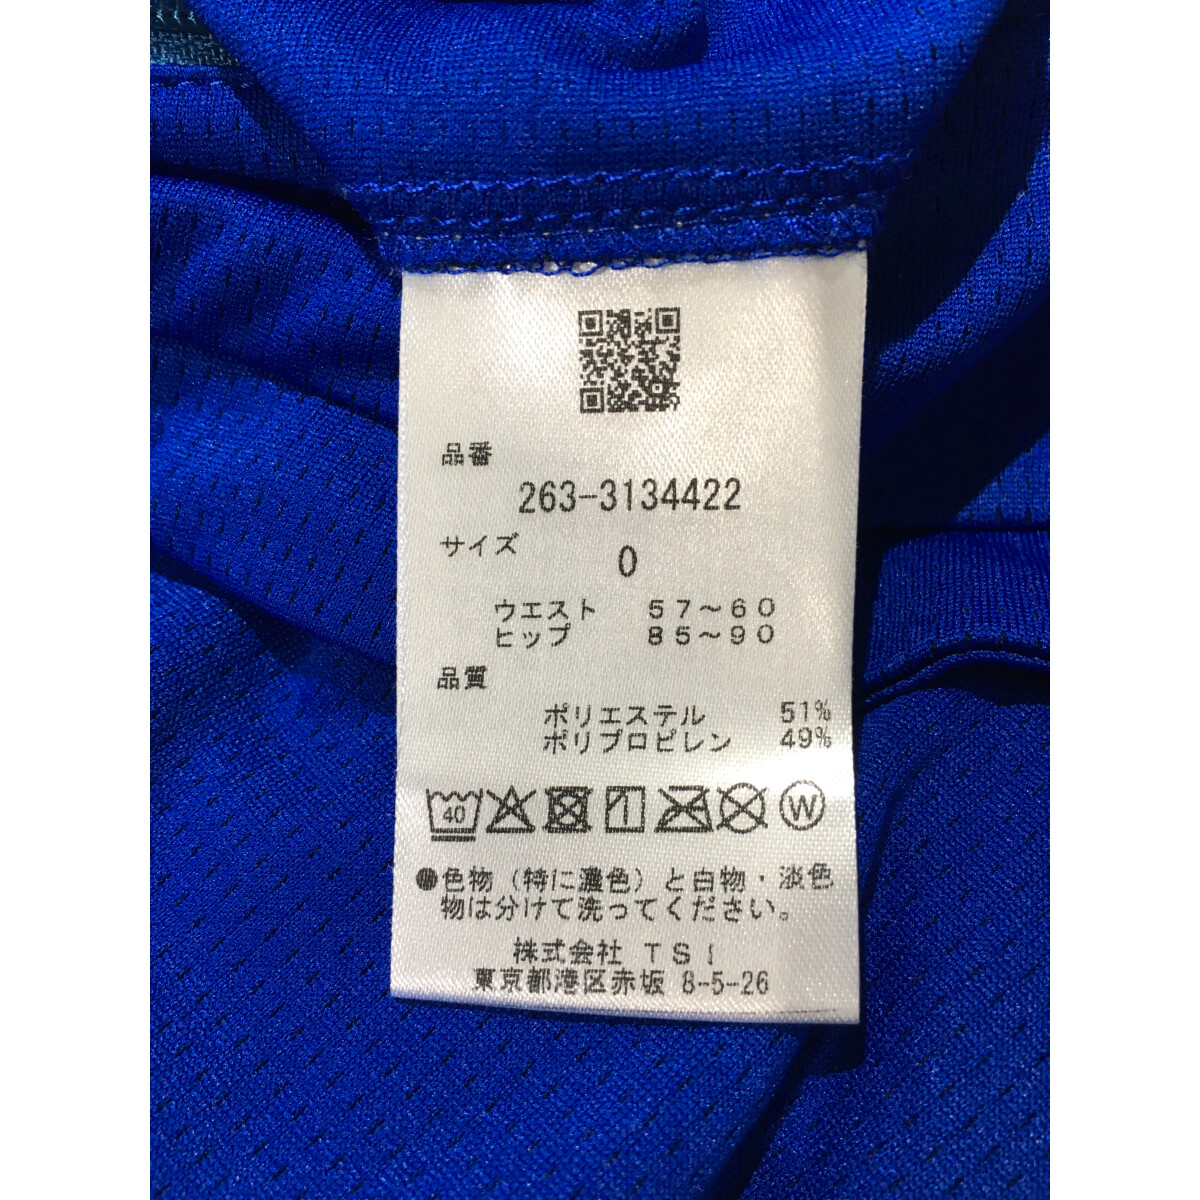 品番
263-3134422
サイズ
0
ウエスト 57～60
ヒップ 85～90
品質
ポリエステル 51%
ポリプロピレン 49%
40 1 W
●色物（特に濃色）と白物・淡色
物は分けて洗ってください。
株式会社 TSI
東京都港区赤坂 8-5-26